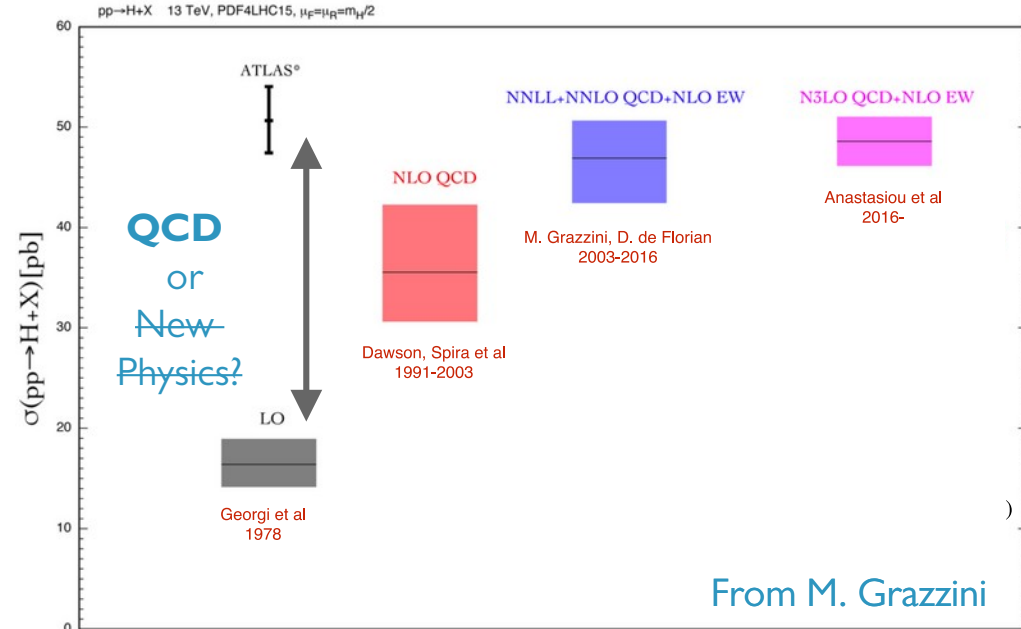 pp→H+X 13 TeV, PDF4LHC15, μF=μR=mH/2
60
50
40
30
20
10
0
σ(pp→H+X)[pb]
ATLAS°
QCD
or
New
Physics?
LO
Georgi et al
1978
NLO QCD
Dawson, Spira et al
1991-2003
NNLL+NNLO QCD+NLO EW
M. Grazzini, D. de Florian
2003-2016
N3LO QCD+NLO EW
Anastasiou et al
2016-
)
From M. Grazzini